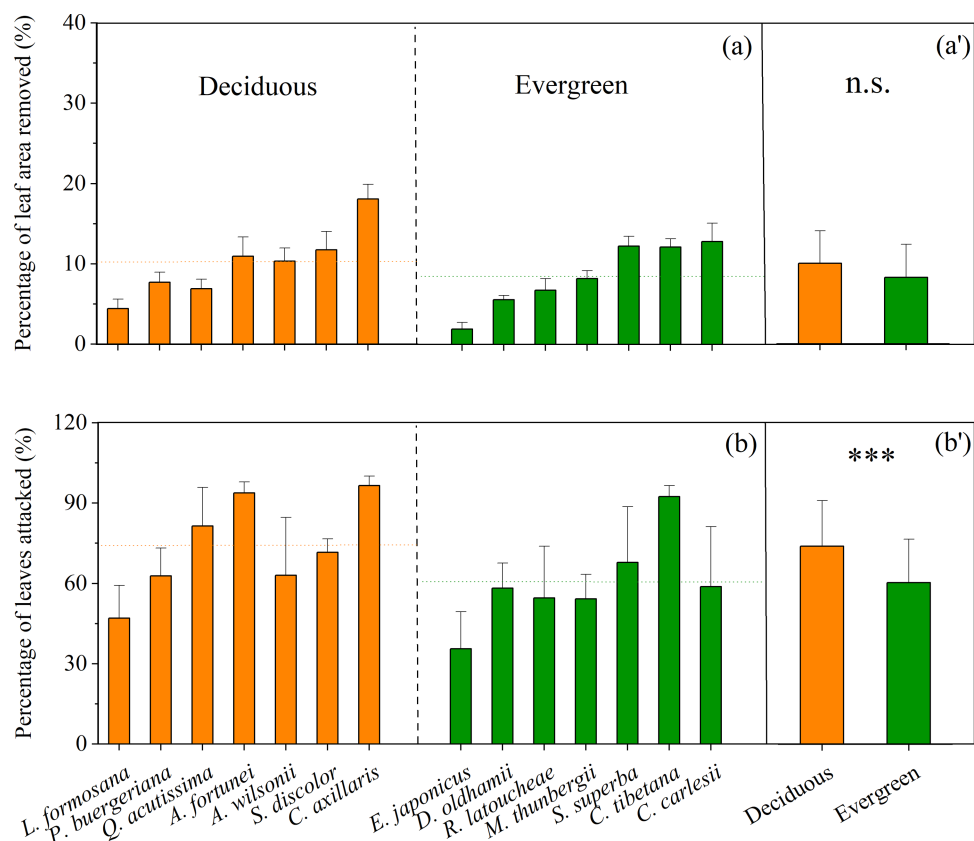 Percentage of leaf area removed (%)
40
30
20
10
0
Deciduous
Evergreen
(a)
(a')
n.s.
Percentage of leaves attacked (%)
120
90
60
30
0
(b)
(b')
***
L. formosana
P. buergeriana
Q. acutissima
A. fortunei
A. wilsonii
S. discolor
C. axillaris
E. japonicus
D. oldhamii
R. latoucheae
M. thunbergii
S. superba
C. tibetana
C. carlesii
Deciduous
Evergreen